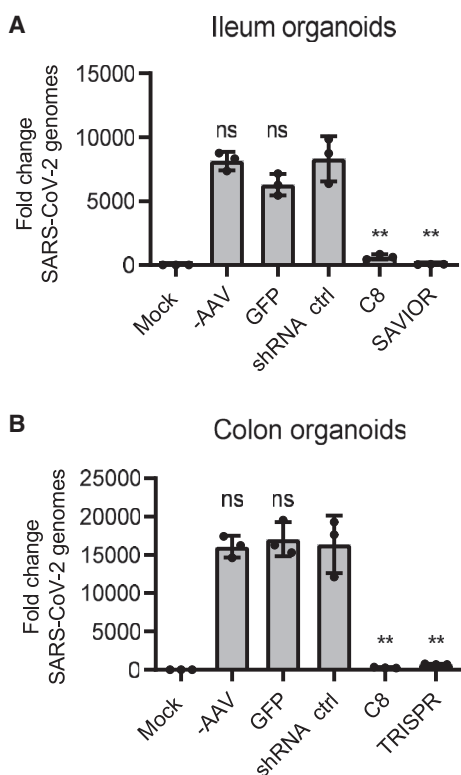 A
Ileum organoids
Fold change
SARS-CoV-2 genomes
15000
10000
5000
0
ns
ns
**
**
Mock
-AAV
GFP
shRNA ctrl
C8
SAVIOR
B
Colon organoids
Fold change
SARS-CoV-2 genomes
25000
20000
15000
10000
5000
0
ns
ns
**
**
Mock
-AAV
GFP
shRNA ctrl
C8
TRISPR